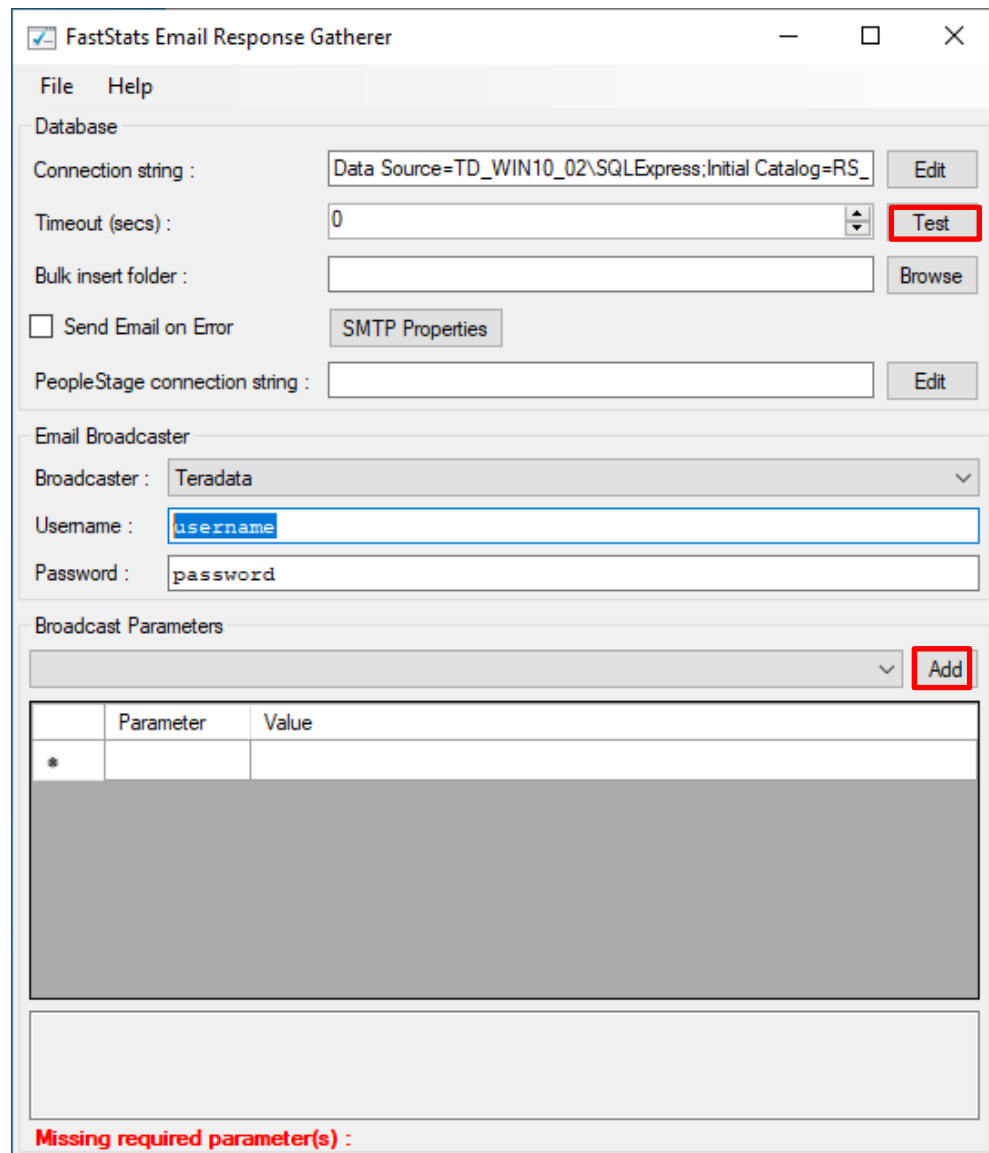 FastStats Email Response Gatherer
File Help
Database
Connection string : Data Source=TD_WIN10_02\SQLExpress;Initial Catalog=RS_ Edit
Timeout (secs) : 0 Test
Bulk insert folder : Browse
Send Email on Error SMTP Properties
PeopleStage connection string : Edit
Email Broadcaster
Broadcaster : Teradata
Username : username
Password : password
Broadcast Parameters
Add
Parameter Value
*
Missing required parameter(s) :